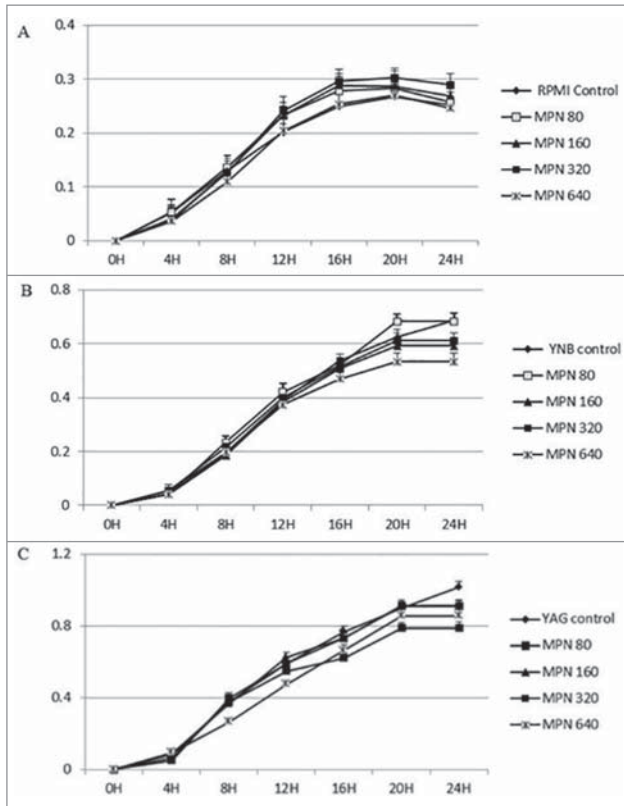 A
0.4
0.3
0.2
0.1
0
0H 4H 8H 12H 16H 20H 24H
RPMI Control
MPN 80
MPN 160
MPN 320
MPN 640
B
0.8
0.6
0.4
0.2
0
0H 4H 8H 12H 16H 20H 24H
YNB control
MPN 80
MPN 160
MPN 320
MPN 640
C
1.2
0.8
0.4
0
0H 4H 8H 12H 16H 20H 24H
YAG control
MPN 80
MPN 160
MPN 320
MPN 640